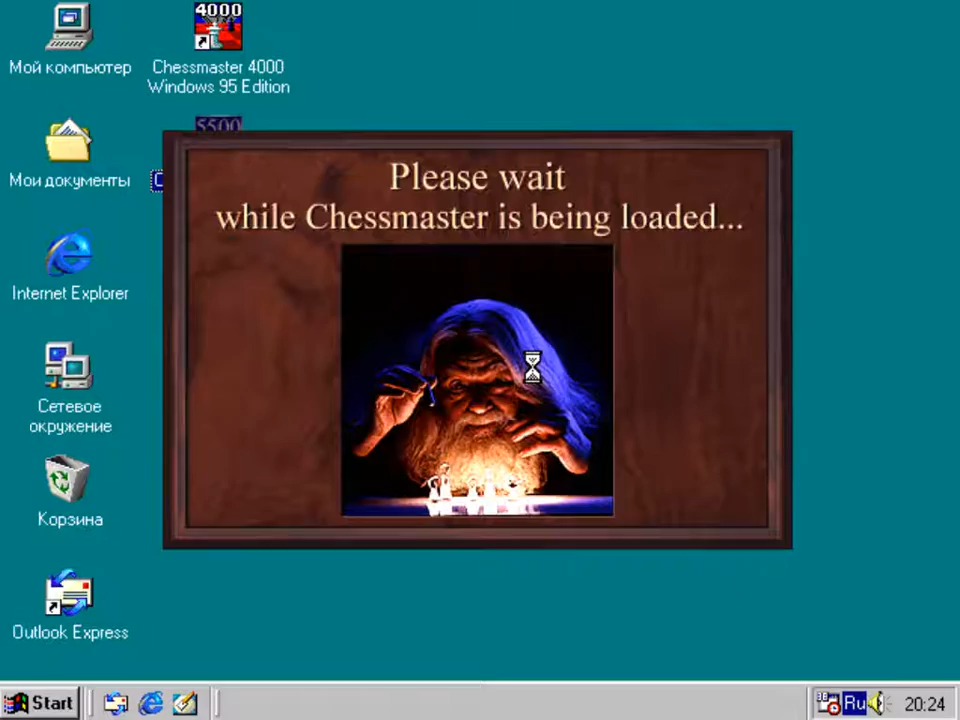 4000
Мой компьютер
Chessmaster 4000
Windows 95 Edition
5500
Мои документы
Please wait
while Chessmaster is being loaded...
Internet Explorer
Сетевое
окружение
Корзина
Outlook Express
Start
Ru
20:24